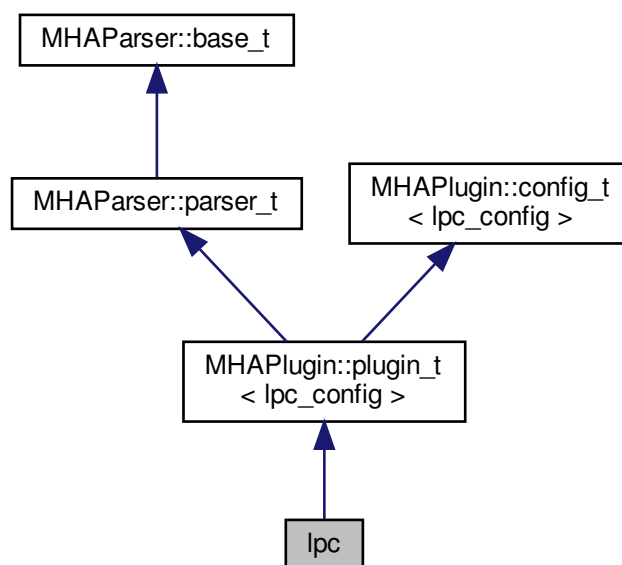 MHAParser::base_t
MHAParser::parser_t
MHAPlugin::config_t
< lpc_config >
MHAPlugin::plugin_t
< lpc_config >
lpc